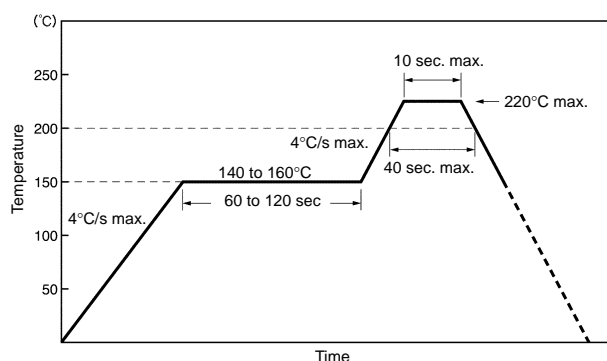 (℃)
10 sec. max.
250
220°C max.
200
4°C/s max.
40 sec. max.
140 to 160°C
150
60 to 120 sec
4°C/s max.
100
50
Temperature
Time